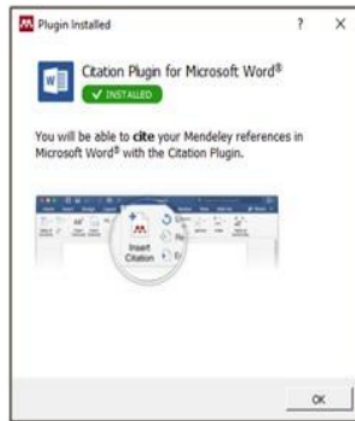 Plugin Installed
? ×
Citation Plugin for Microsoft Word®
✓ INSTALLED
You will be able to cite your Mendeley references in
Microsoft Word® with the Citation Plugin.
Insert
Citation
OK